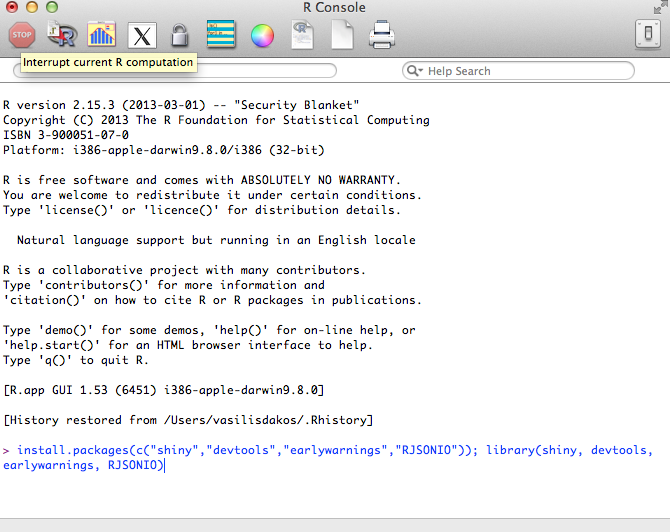 R Console
STOP
R
X
Interrupt current R computation
Help Search
R version 2.15.3 (2013-03-01) -- "Security Blanket"
Copyright (C) 2013 The R Foundation for Statistical Computing
ISBN 3-900051-07-0
Platform: i386-apple-darwin9.8.0/i386 (32-bit)
R is free software and comes with ABSOLUTELY NO WARRANTY.
You are welcome to redistribute it under certain conditions.
Type 'license()' or 'licence()' for distribution details.
Natural language support but running in an English locale
R is a collaborative project with many contributors.
Type 'contributors()' for more information and
'citation()' on how to cite R or R packages in publications.
Type 'demo()' for some demos, 'help()' for on-line help, or
'help.start()' for an HTML browser interface to help.
Type 'q()' to quit R.
[R.app GUI 1.53 (6451) i386-apple-darwin9.8.0]
[History restored from /Users/vasilisdakos/.Rhistory]
> install.packages(c("shiny","devtools","earlywarnings","RJSONIO")); library(shiny, devtools,
earlywarnings, RJSONIO)